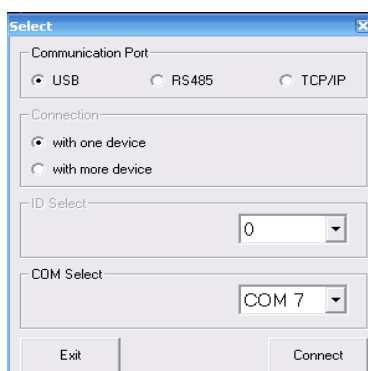 Select
Communication Port
USB RS485 TCP/IP
Connection
with one device
with more device
ID Select
0
COM Select
COM 7
Exit Connect